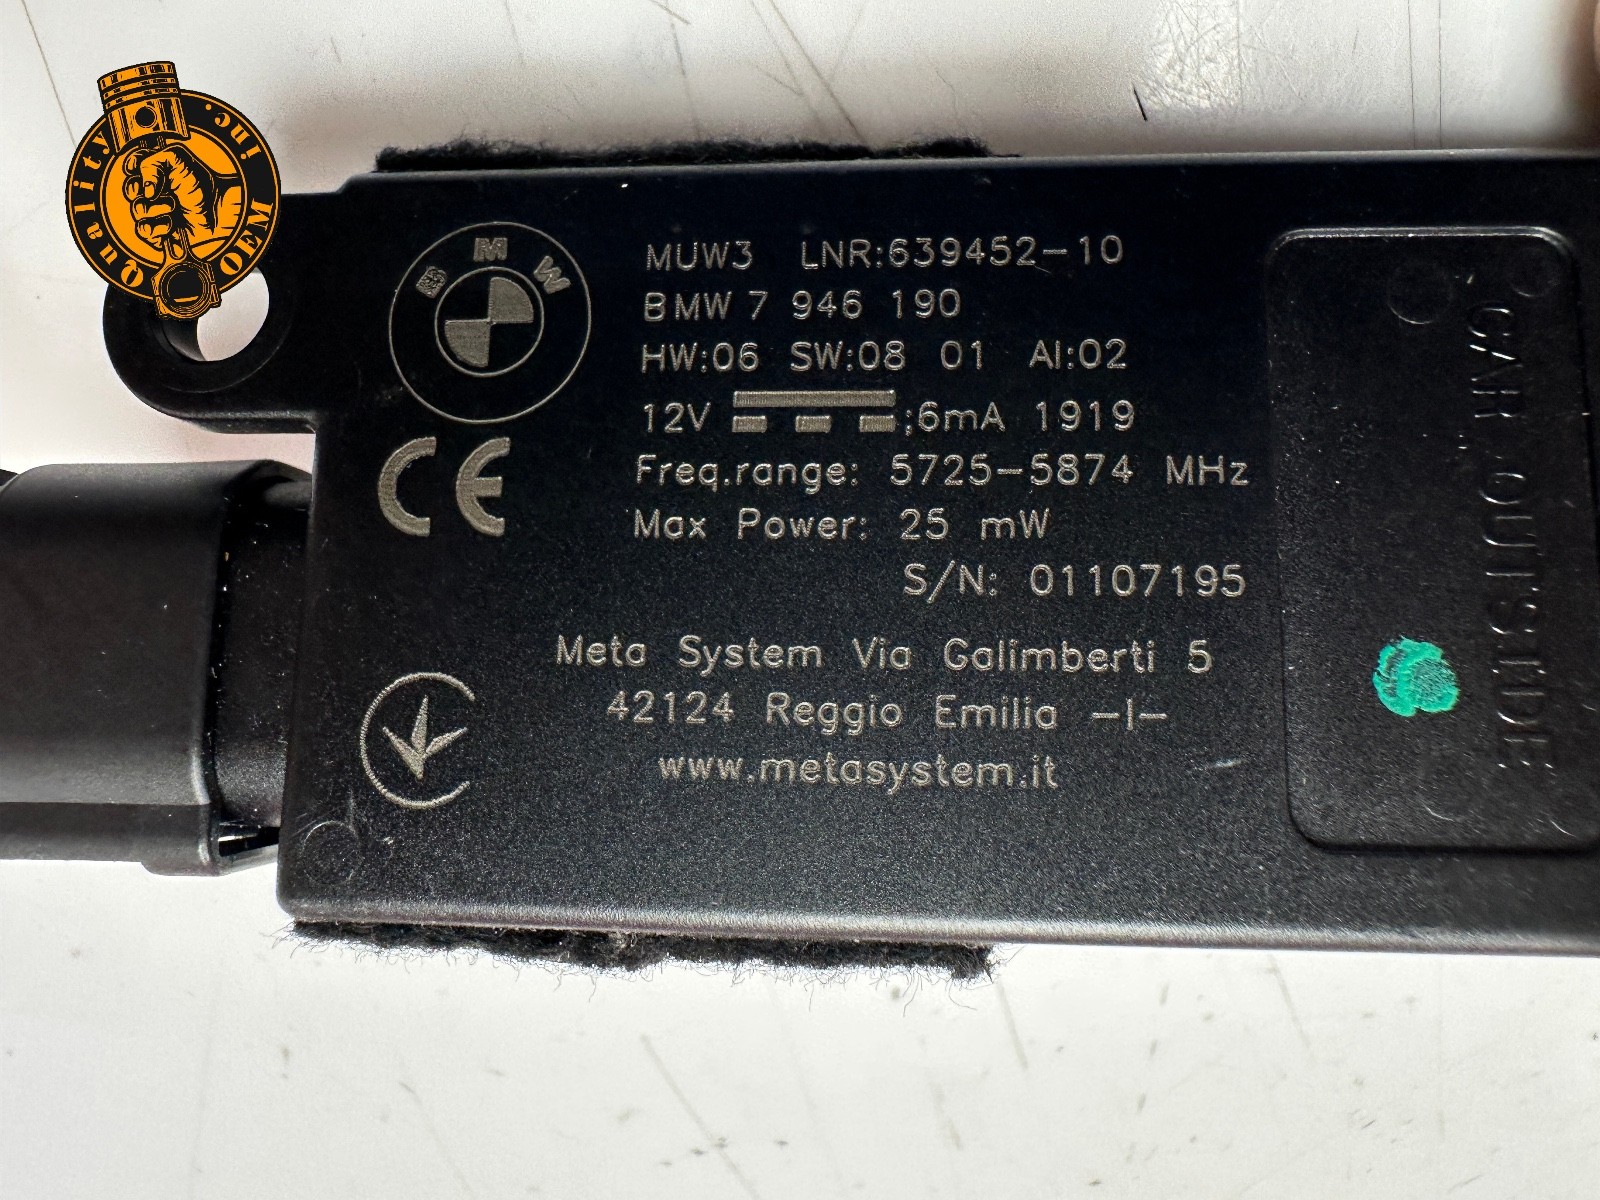 Quality OEM inc.
B M W
MUW3 LNR:639452-10
BMW 7 946 190
HW:06 SW:08 01 AI:02
12V ;6mA 1919
Freq.range: 5725-5874 MHz
Max Power: 25 mW
S/N: 01107195
CE
Meta System Via Galimberti 5
42124 Reggio Emilia -I-
www.metasystem.it
CAR OUTSIDE